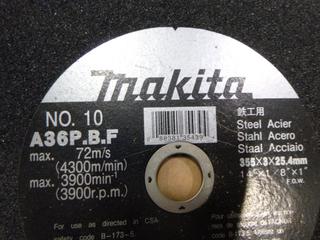 makita
NO. 10
A36P.B.F
max. 72m/s
(4300m/min)
max. 3900min⁻¹
(3900r.p.m.)
鉄工用
Steel Acier
Stahl Acero
Staal Acciaio
355×3×25.4mm
14"×1/8"×1"
For use as directed in CSA
safety code B-173-5.